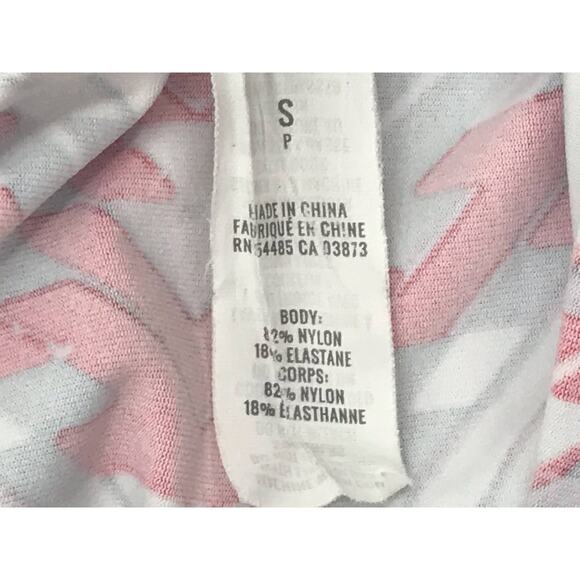 S
P
MADE IN CHINA
FABRIQUÉ EN CHINE
RN 54485 CA 03873
BODY:
82% NYLON
18% ELASTANE
CORPS:
82% NYLON
18% ÉLASTHANNE